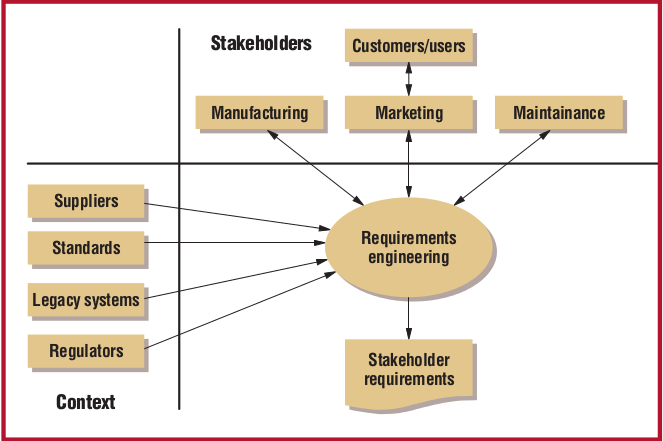 Stakeholders
Customers/users
Manufacturing
Marketing
Maintainance
Suppliers
Standards
Legacy systems
Regulators
Context
Requirements
engineering
Stakeholder
requirements